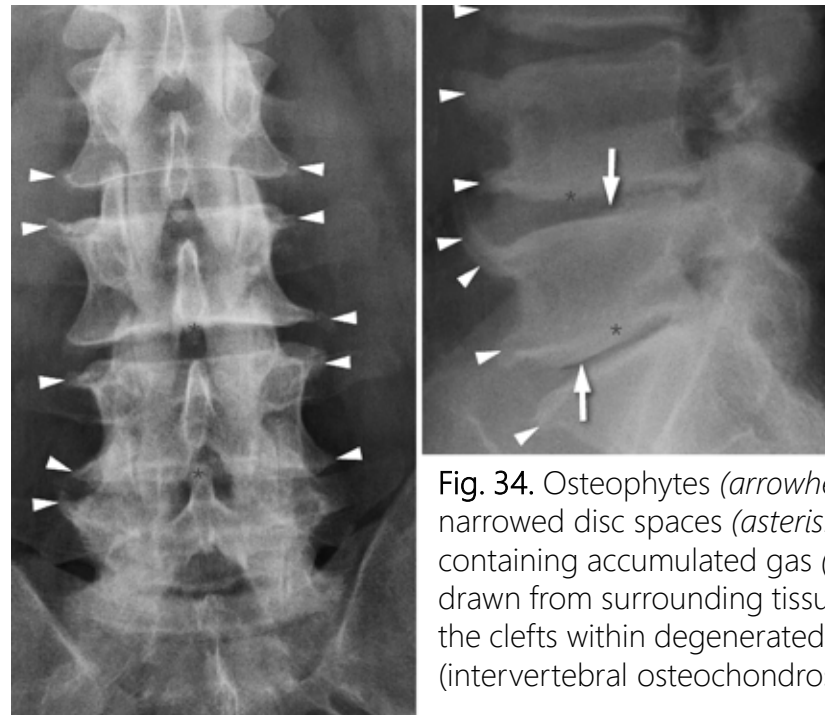 Fig. 34. Osteophytes (arrowhe
narrowed disc spaces (asteris
containing accumulated gas (
drawn from surrounding tissu
the clefts within degenerated
(intervertebral osteochondro